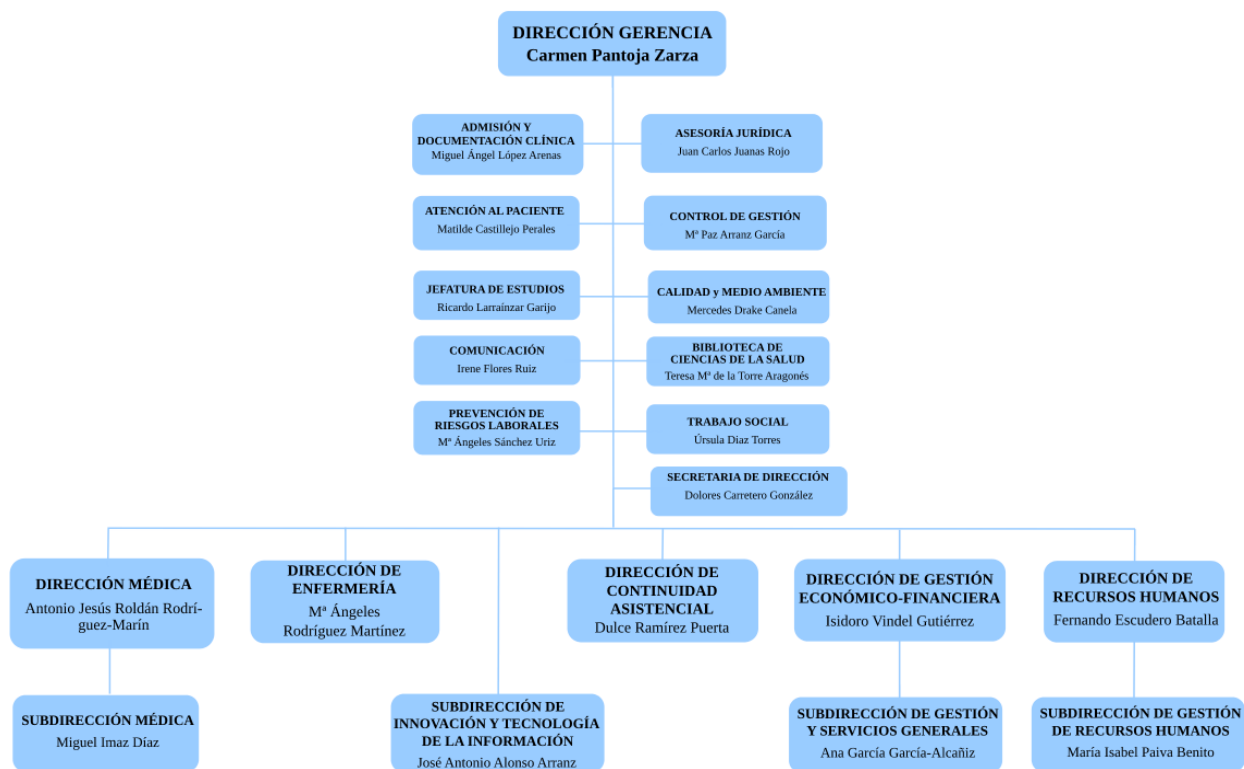 DIRECCIÓN GERENCIA
Carmen Pantoja Zarza
ADMISIÓN Y
DOCUMENTACIÓN CLÍNICA
Miguel Ángel López Arenas
ASESORÍA JURÍDICA
Juan Carlos Juanas Rojo
ATENCIÓN AL PACIENTE
Matilde Castillejo Perales
CONTROL DE GESTIÓN
Mª Paz Arranz García
JEFATURA DE ESTUDIOS
Ricardo Larraínzar Garijo
CALIDAD y MEDIO AMBIENTE
Mercedes Drake Canela
COMUNICACIÓN
Irene Flores Ruiz
BIBLIOTECA DE
CIENCIAS DE LA SALUD
Teresa Mª de la Torre Aragonés
PREVENCIÓN DE
RIESGOS LABORALES
Mª Ángeles Sánchez Uriz
TRABAJO SOCIAL
Úrsula Díaz Torres
SECRETARIA DE DIRECCIÓN
Dolores Carretero González
DIRECCIÓN MÉDICA
Antonio Jesús Roldán Rodrí-
guez-Marín
DIRECCIÓN DE
ENFERMERÍA
Mª Ángeles
Rodríguez Martínez
DIRECCIÓN DE
CONTINUIDAD
ASISTENCIAL
Dulce Ramírez Puerta
DIRECCIÓN DE GESTIÓN
ECONÓMICO-FINANCIERA
Isidoro Vindel Gutiérrez
DIRECCIÓN DE
RECURSOS HUMANOS
Fernando Escudero Batalla
SUBDIRECCIÓN MÉDICA
Miguel Imaz Díaz
SUBDIRECCIÓN DE
INNOVACIÓN Y TECNOLOGÍA
DE LA INFORMACIÓN
José Antonio Alonso Arranz
SUBDIRECCIÓN DE GESTIÓN
Y SERVICIOS GENERALES
Ana García García-Alcañiz
SUBDIRECCIÓN DE GESTIÓN
DE RECURSOS HUMANOS
María Isabel Paiva Benito